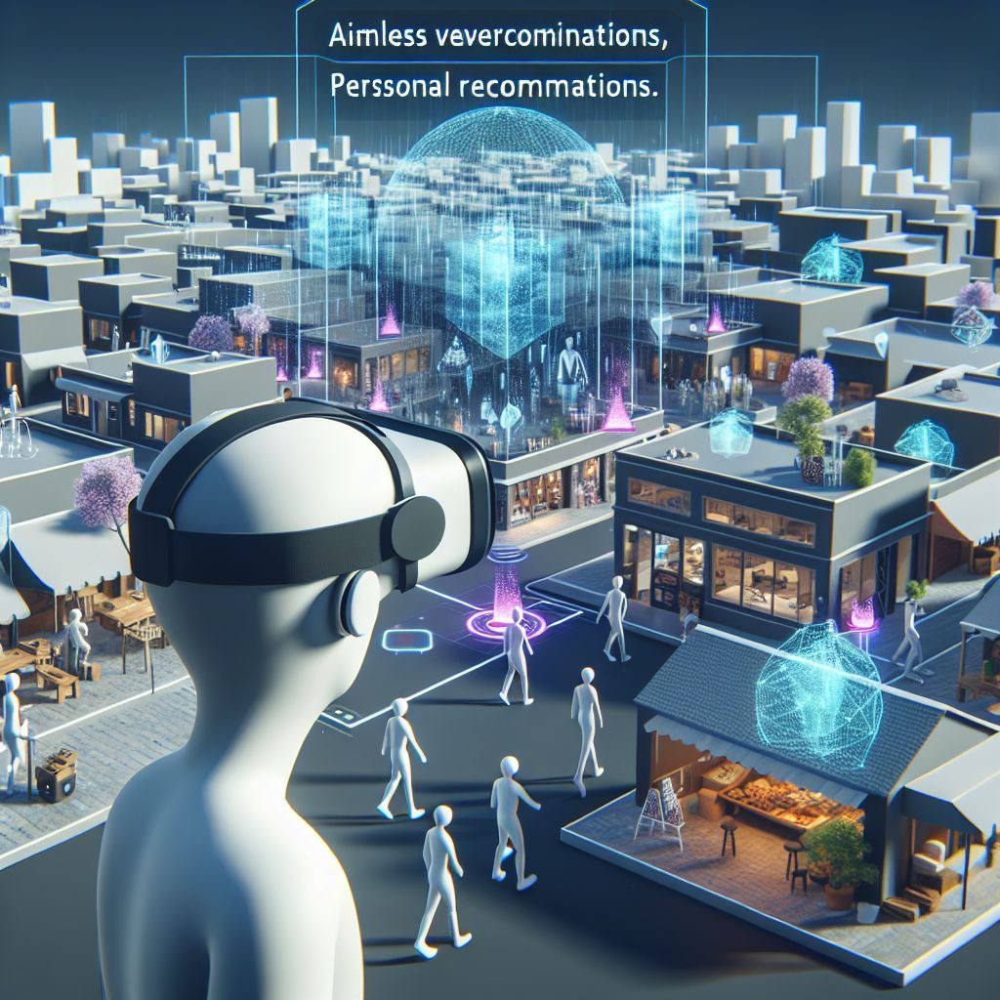 Aimless vevercominations,
Perssonal recommations.